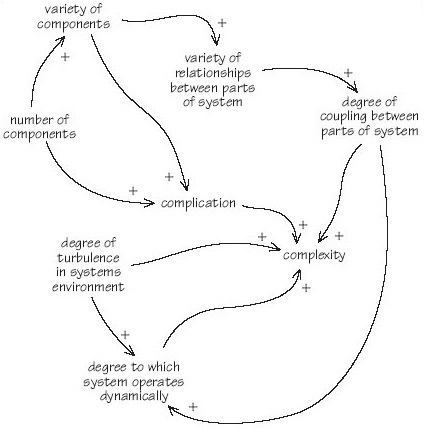 variety of
components
+
+
variety of
relationships
between parts
of system
+
degree of
coupling between
parts of system
number of
components
+
+
complication
+
+
+
complexity
degree of
turbulence
in systems
environment
+
+
degree to which
system operates
dynamically
+